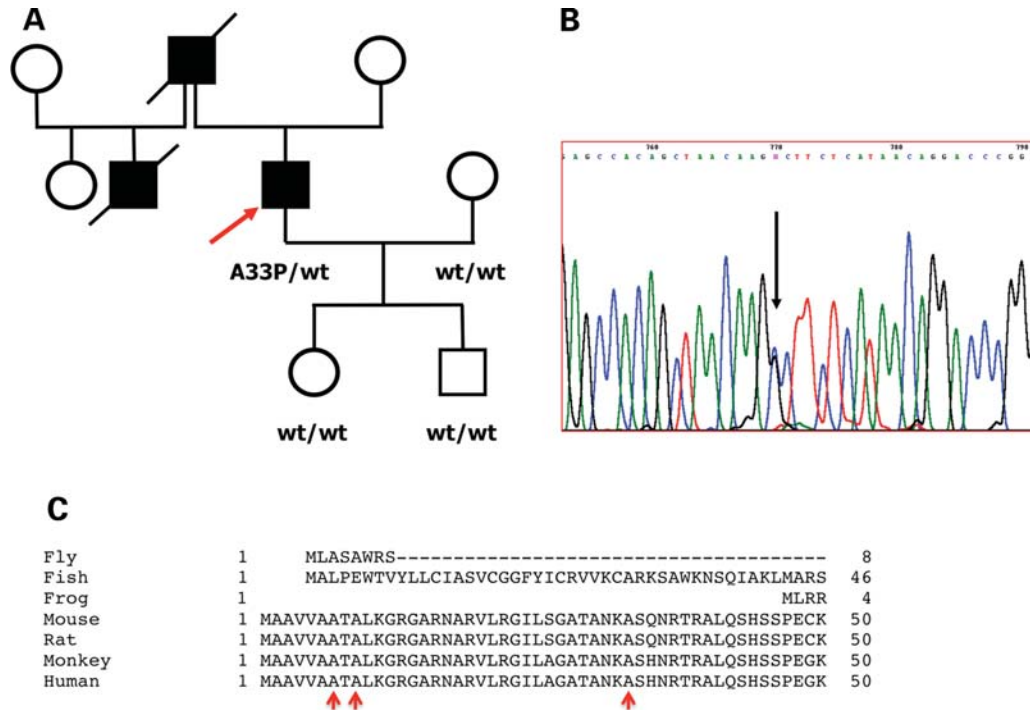 A
B
A33P/wt
wt/wt
wt/wt
wt/wt
760 770 780 790
GAGCCACAGCTAACAAGNCTTCTCATAACAGGACCCGG
C
Fly 1 MLASAWRS-------------------------------------- 8
Fish 1 MALPEWTVYLLCIASVCGGFYICRVVKCARKSAWKNSQIAKLMARS 46
Frog 1 MLRR 4
Mouse 1 MAAVVAATALKGRGARNARVLRGILSGATANKASQNRTRALQSHSSPECK 50
Rat 1 MAAVVAATALKGRGARNARVLRGILSGATANKASQNRTRALQSHSSPECK 50
Monkey 1 MAAVVAATALKGRGARNARVLRGILAGATANKASHNRTRALQSHSSPEGK 50
Human 1 MAAVVAATALKGRGARNARVLRGILAGATANKASHNRTRALQSHSSPEGK 50